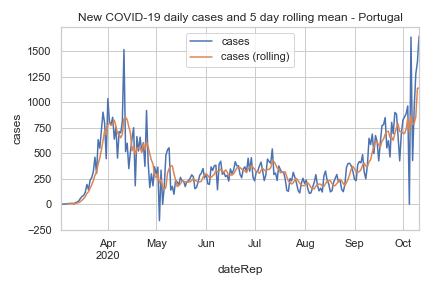 New COVID-19 daily cases and 5 day rolling mean - Portugal
cases
cases (rolling)
1500
1250
1000
750
500
250
0
−250
cases
Apr May Jun Jul Aug Sep Oct
2020
dateRep